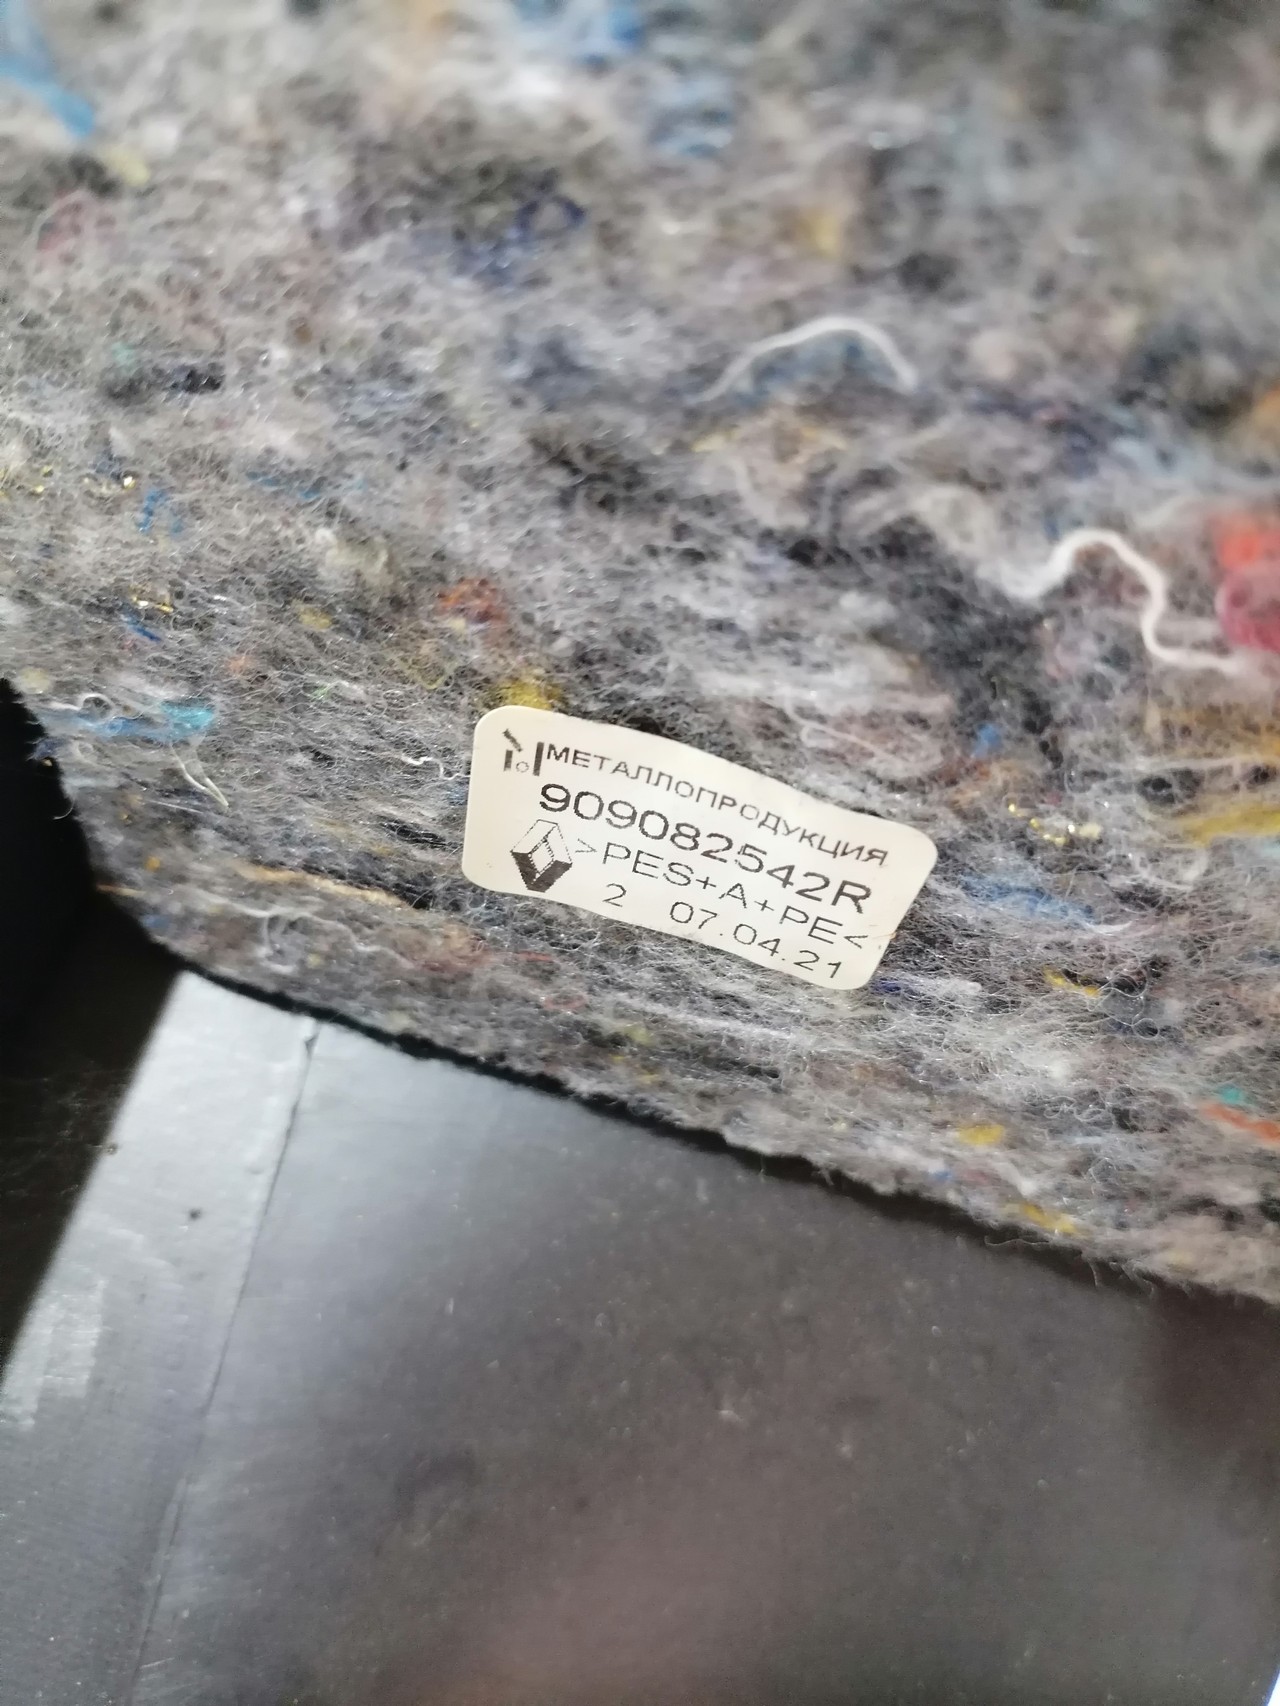 МЕТАЛЛОПРОДУКЦИЯ
909082542R
>PES+A+PE<
2 07.04.21